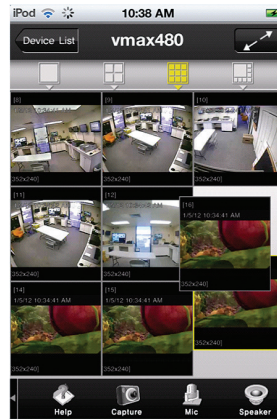 iPod 10:38 AM
Device List vmax480
[8] [9] [10]
352x240] 352x240] 352x240]
[11] [12] [16]
1/5/12 10:34:41 AM
352x240] 352x240] 352x240]
[14] [15]
1/5/12 10:34:41 AM 1/5/12 10:34:41 AM
352x240]
352x240] 352x240]
Help Capture Mic Speaker